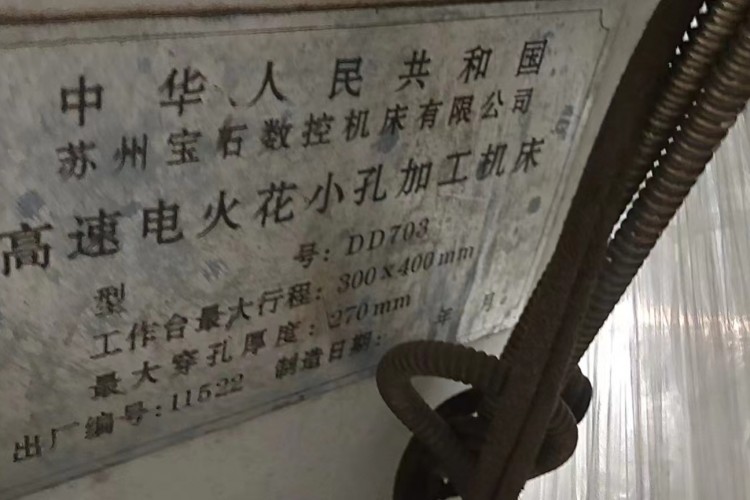 中华人民共和国
苏州宝石数控机床有限公司
高速电火花小孔加工机床
型 号：DD703
工作台最大行程：300×400mm
最大穿孔厚度：270mm
出厂编号：11522 制造日期： 年 月